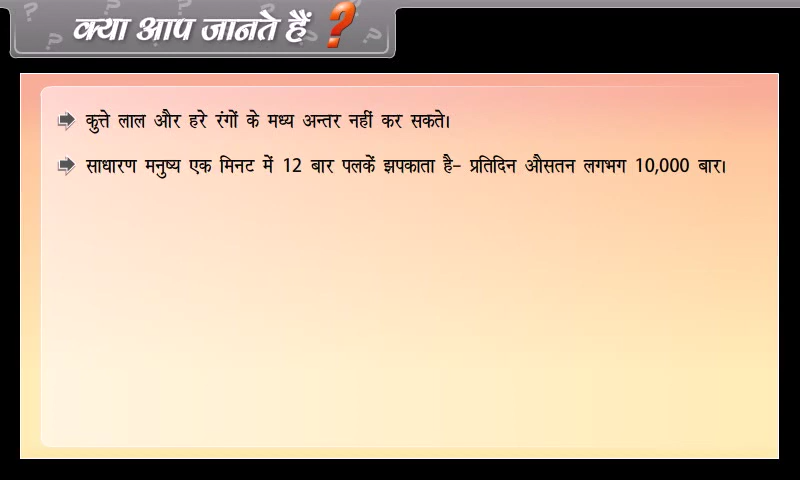 क्या आप जानते हैं ?
कुत्ते लाल और हरे रंगों के मध्य अन्तर नहीं कर सकते।
साधारण मनुष्य एक मिनट में 12 बार पलकें झपकाता है- प्रतिदिन औसतन लगभग 10,000 बार।